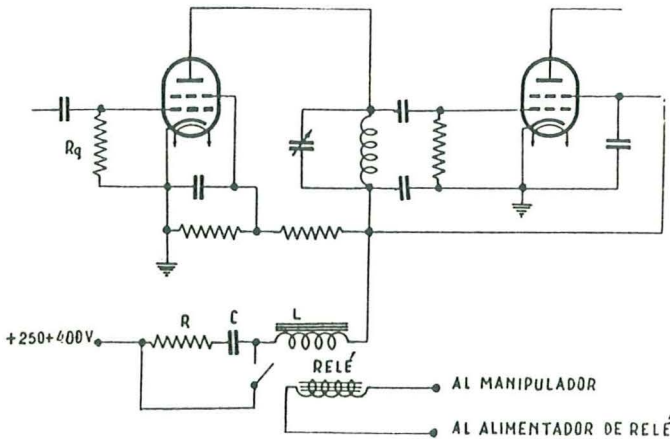 Rg
R
C
L
+250+400V
RELÉ
AL MANIPULADOR
AL ALIMENTADOR DE RELÉ